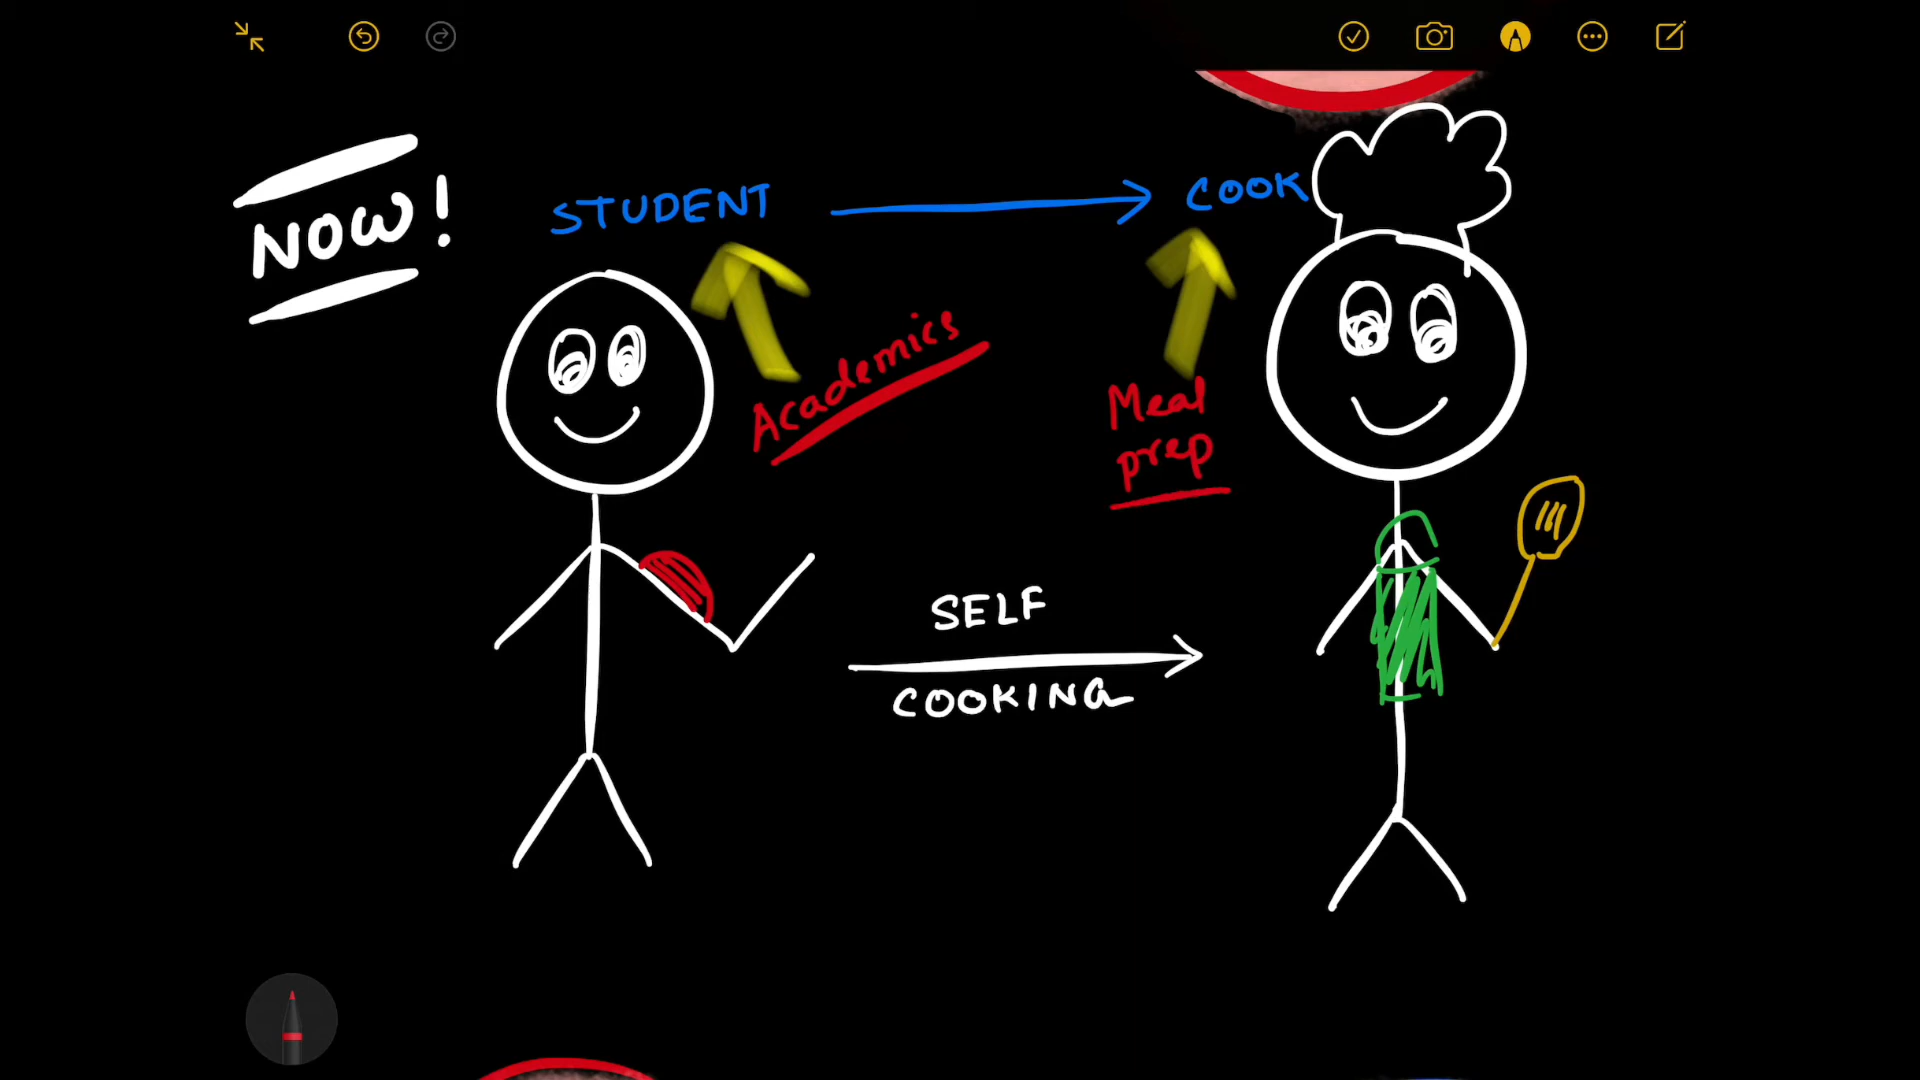 NOW!
STUDENT
COOK
Academics
Meal
prep
SELF
COOKING